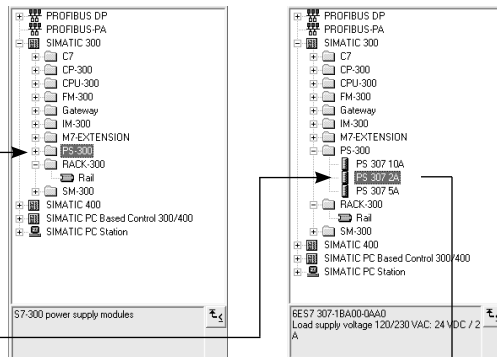 PROFIBUS DP
PROFIBUS-PA
SIMATIC 300
C7
CP-300
CPU-300
FM-300
Gateway
IM-300
M7-EXTENSION
PS-300
RACK-300
Rail
SM-300
SIMATIC 400
SIMATIC PC Based Control 300/400
SIMATIC PC Station
S7-300 power supply modules
PROFIBUS DP
PROFIBUS-PA
SIMATIC 300
C7
CP-300
CPU-300
FM-300
Gateway
IM-300
M7-EXTENSION
PS-300
PS 307 10A
PS 307 2A
PS 307 5A
RACK-300
Rail
SM-300
SIMATIC 400
SIMATIC PC Based Control 300/400
SIMATIC PC Station
6ES7 307-1BA00-0AA0
Load supply voltage 120/230 VAC: 24 VDC / 2
A